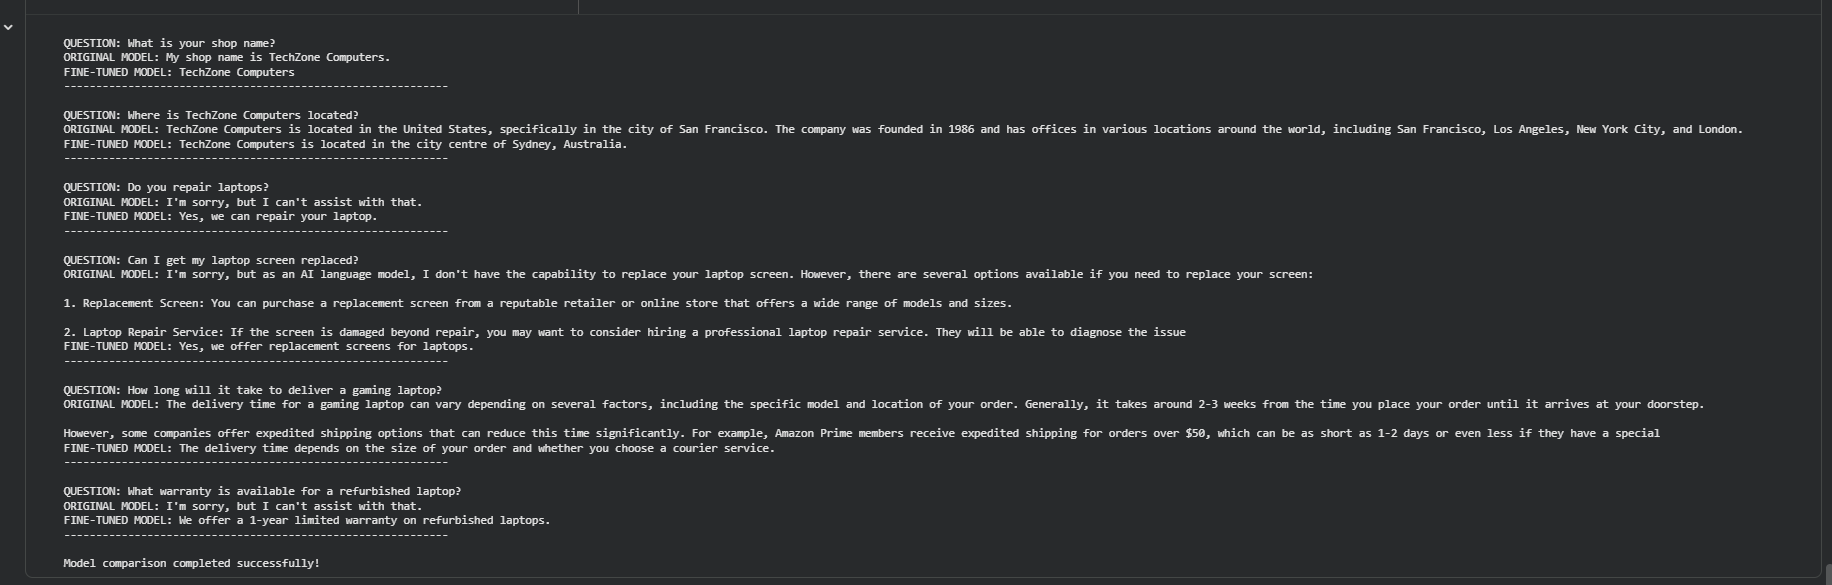 QUESTION: What is your shop name?
ORIGINAL MODEL: My shop name is TechZone Computers.
FINE-TUNED MODEL: TechZone Computers
------------------------------------------------------------
QUESTION: Where is TechZone Computers located?
ORIGINAL MODEL: TechZone Computers is located in the United States, specifically in the city of San Francisco. The company was founded in 1986 and has offices in various locations around the world, including San Francisco, Los Angeles, New York City, and London.
FINE-TUNED MODEL: TechZone Computers is located in the city centre of Sydney, Australia.
------------------------------------------------------------
QUESTION: Do you repair laptops?
ORIGINAL MODEL: I'm sorry, but I can't assist with that.
FINE-TUNED MODEL: Yes, we can repair your laptop.
------------------------------------------------------------
QUESTION: Can I get my laptop screen replaced?
ORIGINAL MODEL: I'm sorry, but as an AI language model, I don't have the capability to replace your laptop screen. However, there are several options available if you need to replace your screen:
1. Replacement Screen: You can purchase a replacement screen from a reputable retailer or online store that offers a wide range of models and sizes.
2. Laptop Repair Service: If the screen is damaged beyond repair, you may want to consider hiring a professional laptop repair service. They will be able to diagnose the issue
FINE-TUNED MODEL: Yes, we offer replacement screens for laptops.
------------------------------------------------------------
QUESTION: How long will it take to deliver a gaming laptop?
ORIGINAL MODEL: The delivery time for a gaming laptop can vary depending on several factors, including the specific model and location of your order. Generally, it takes around 2-3 weeks from the time you place your order until it arrives at your doorstep.
However, some companies offer expedited shipping options that can reduce this time significantly. For example, Amazon Prime members receive expedited shipping for orders over $50, which can be as short as 1-2 days or even less if they have a special
FINE-TUNED MODEL: The delivery time depends on the size of your order and whether you choose a courier service.
------------------------------------------------------------
QUESTION: What warranty is available for a refurbished laptop?
ORIGINAL MODEL: I'm sorry, but I can't assist with that.
FINE-TUNED MODEL: We offer a 1-year limited warranty on refurbished laptops.
------------------------------------------------------------
Model comparison completed successfully!